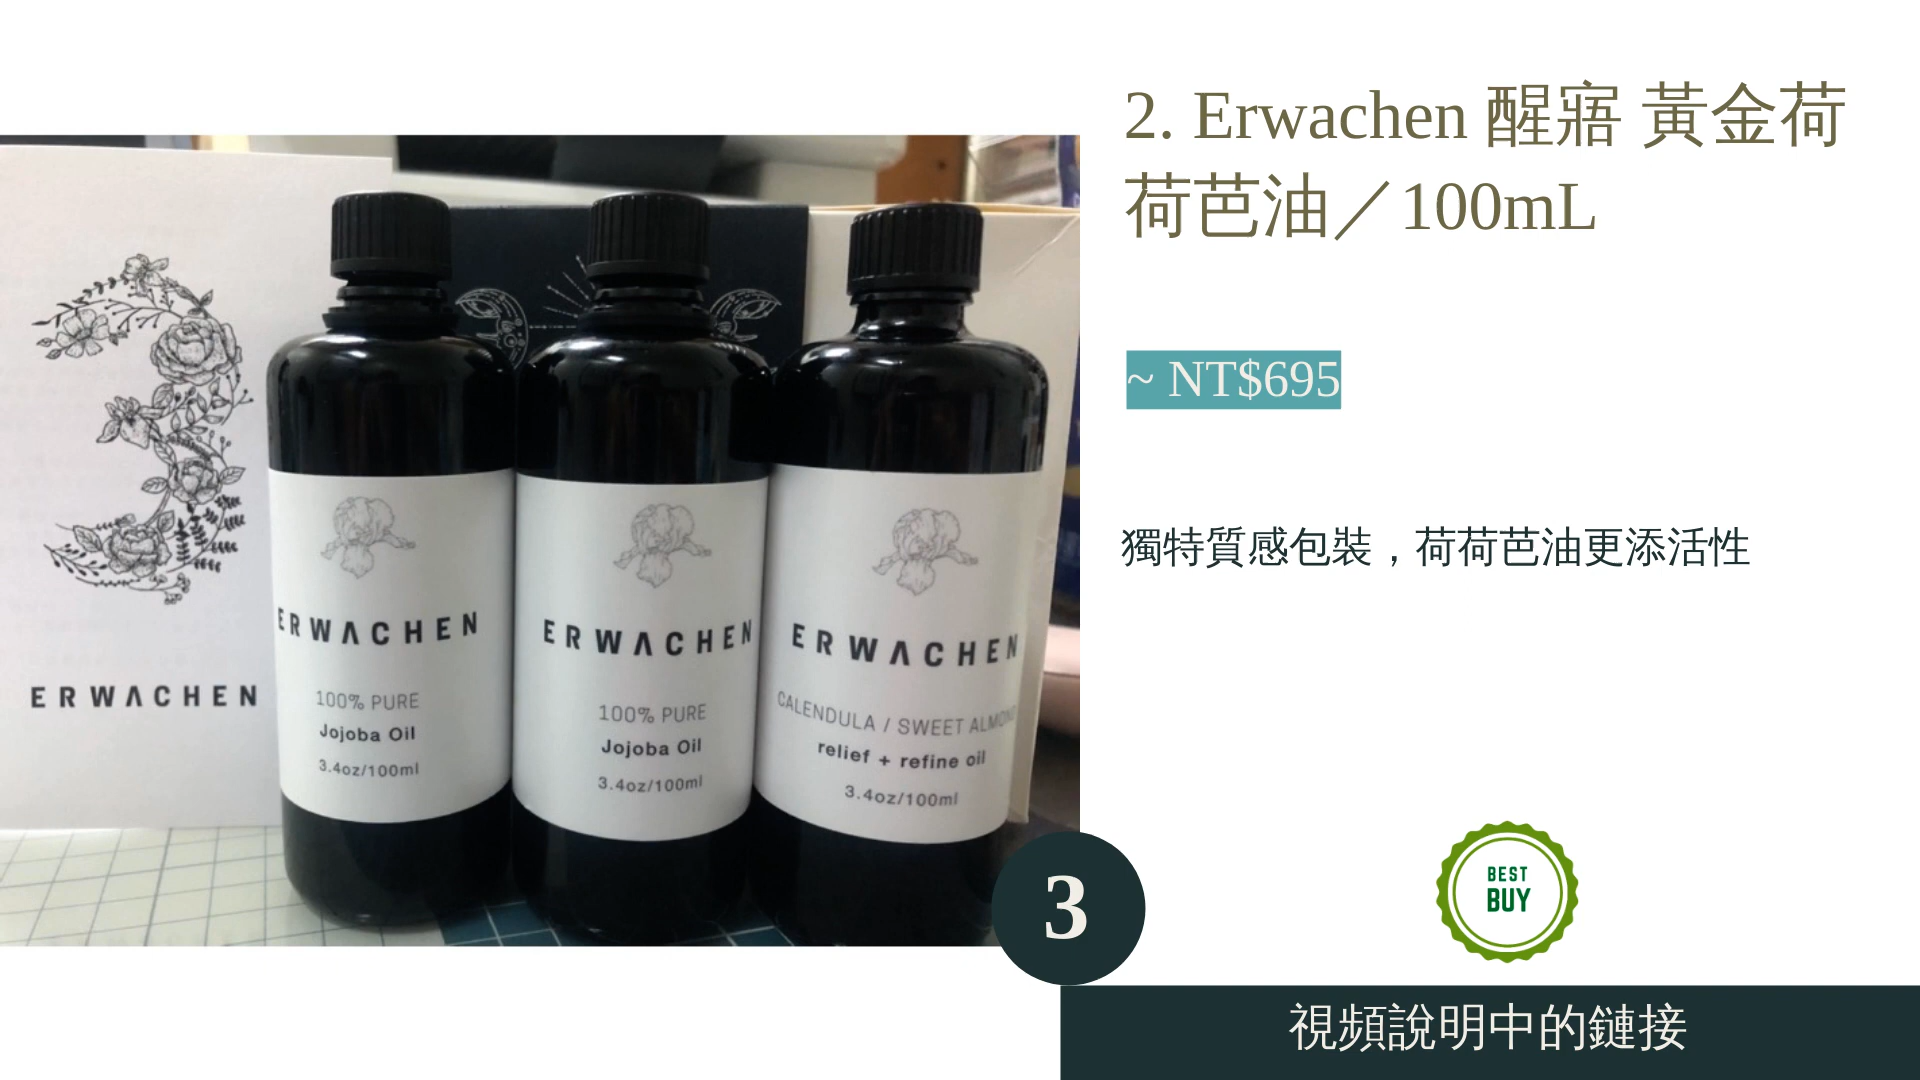 2. Erwachen 醒寤 黃金荷
荷芭油／100mL
~ NT$695
獨特質感包裝，荷荷芭油更添活性
ERWACHEN
ERWACHEN
100% PURE
Jojoba Oil
3.4oz/100ml
ERWACHEN
100% PURE
Jojoba Oil
3.4oz/100ml
ERWACHEN
CALENDULA / SWEET ALMOND
relief + refine oil
3.4oz/100ml
3
BEST
BUY
視頻說明中的鏈接